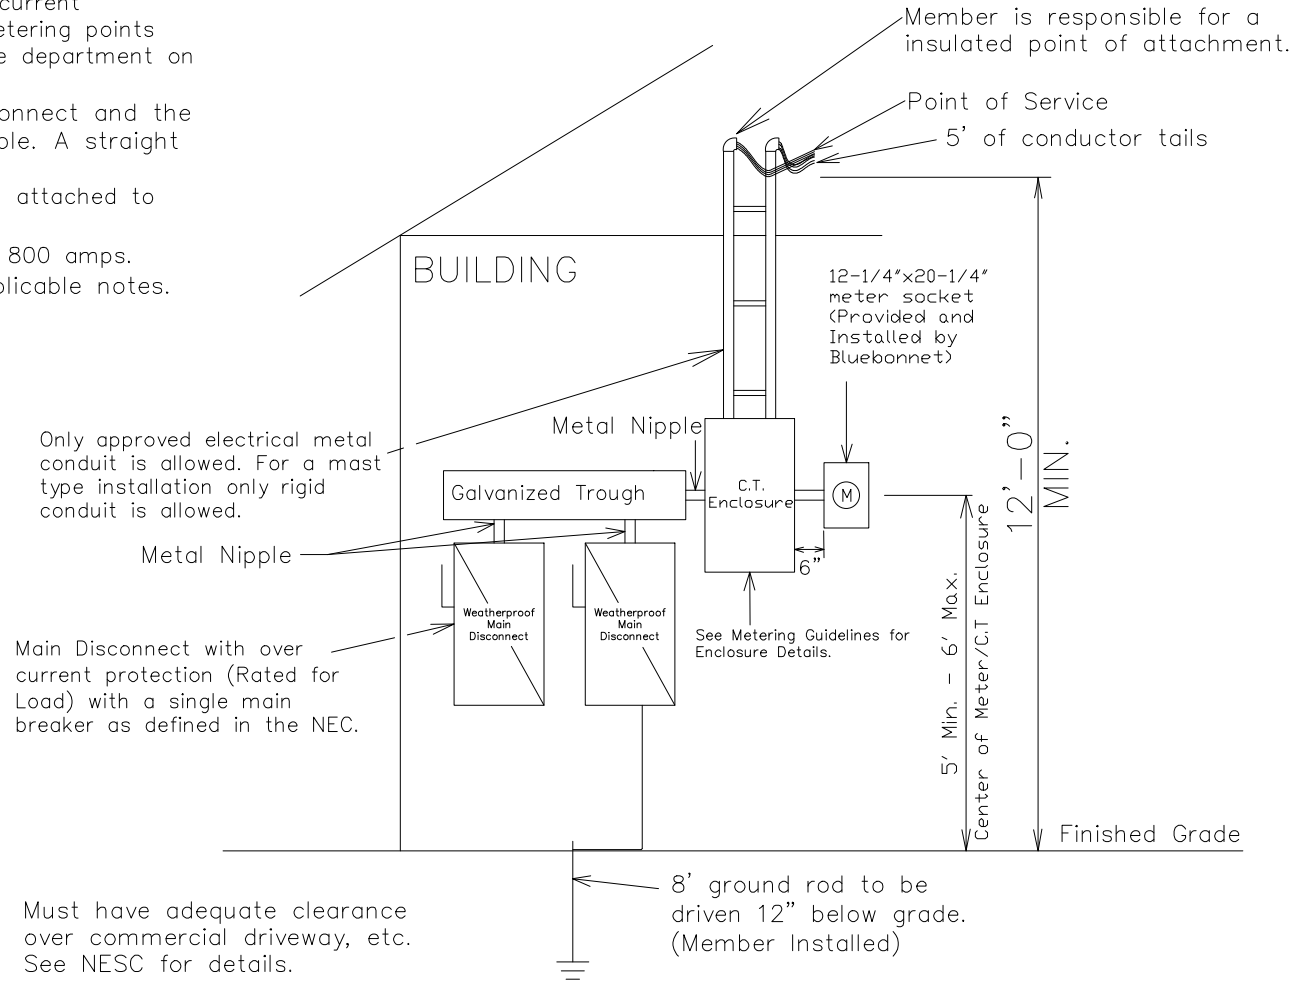 current
etering points
e department on
onnect and the
ole. A straight
attached to
800 amps.
plicable notes.
Member is responsible for a
insulated point of attachment.
Point of Service
5' of conductor tails
BUILDING
12-1/4"x20-1/4"
meter socket
(Provided and
Installed by
Bluebonnet)
Only approved electrical metal
conduit is allowed. For a mast
type installation only rigid
conduit is allowed.
Metal Nipple
Galvanized Trough
C.T.
Enclosure
M
12'-0"
MIN.
Metal Nipple
6"
Weatherproof
Main
Disconnect
Weatherproof
Main
Disconnect
See Metering Guidelines for
Enclosure Details.
5' Min. - 6' Max.
Center of Meter/C.T Enclosure
Main Disconnect with over
current protection (Rated for
Load) with a single main
breaker as defined in the NEC.
Finished Grade
8' ground rod to be
driven 12" below grade.
(Member Installed)
Must have adequate clearance
over commercial driveway, etc.
See NESC for details.